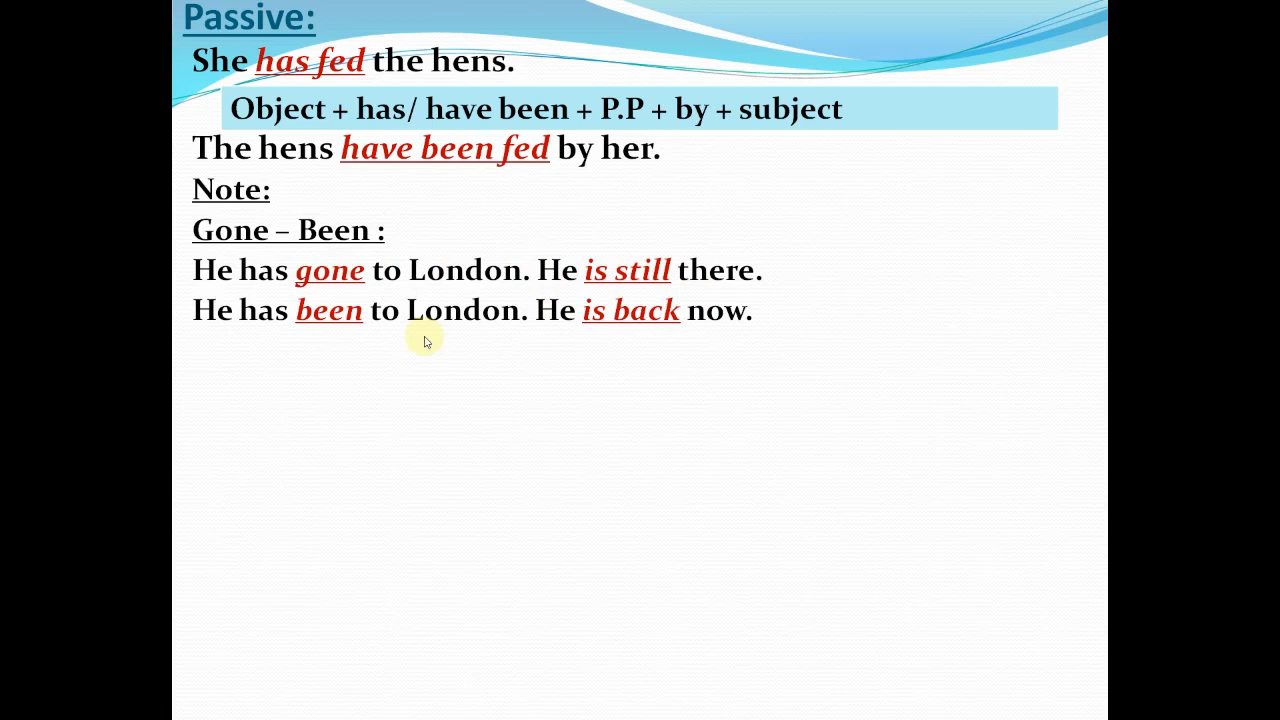 Passive:
She has fed the hens.
Object + has/ have been + P.P + by + subject
The hens have been fed by her.
Note:
Gone – Been :
He has gone to London. He is still there.
He has been to London. He is back now.